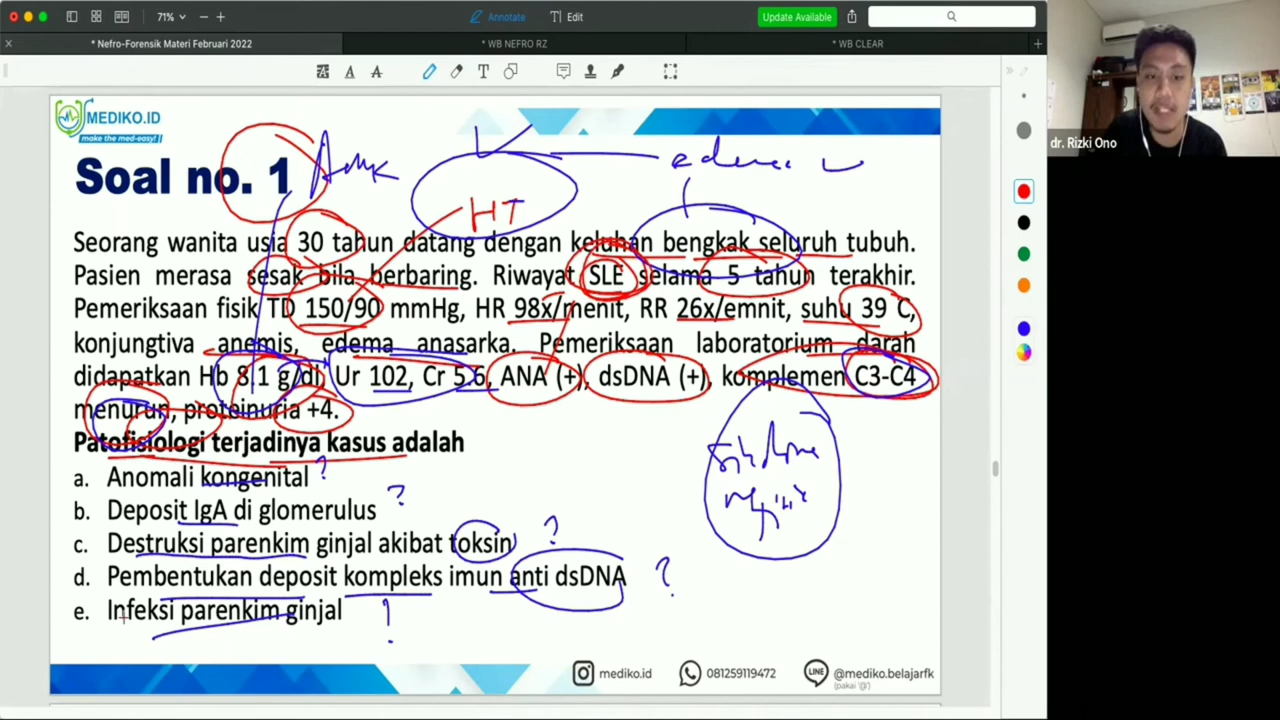 71%
Annotate
Edit
Update Available
* Nefro-Forensik Materi Februari 2022
* WB NEFRO RZ
* WB CLEAR
dr. Rizki Ono
MEDIKO.ID
make the med-easy!
Soal no. 1
edema
HT
Seorang wanita usia 30 tahun datang dengan keluhan bengkak seluruh tubuh.
Pasien merasa sesak bila berbaring. Riwayat SLE selama 5 tahun terakhir.
Pemeriksaan fisik TD 150/90 mmHg, HR 98x/menit, RR 26x/emnit, suhu 39 C,
konjungtiva anemis, edema anasarka. Pemeriksaan laboratorium darah
didapatkan Hb 8,1 g/dl, Ur 102, Cr 5.6, ANA (+), dsDNA (+), komplemen C3-C4
menurun, proteinuria +4.
Patofisiologi terjadinya kasus adalah
a. Anomali kongenital ?
b. Deposit IgA di glomerulus ?
c. Destruksi parenkim ginjal akibat toksin ?
d. Pembentukan deposit kompleks imun anti dsDNA ?
e. Infeksi parenkim ginjal
mediko.id
081259119472
LINE
@mediko.belajarfk
(pakai '@')